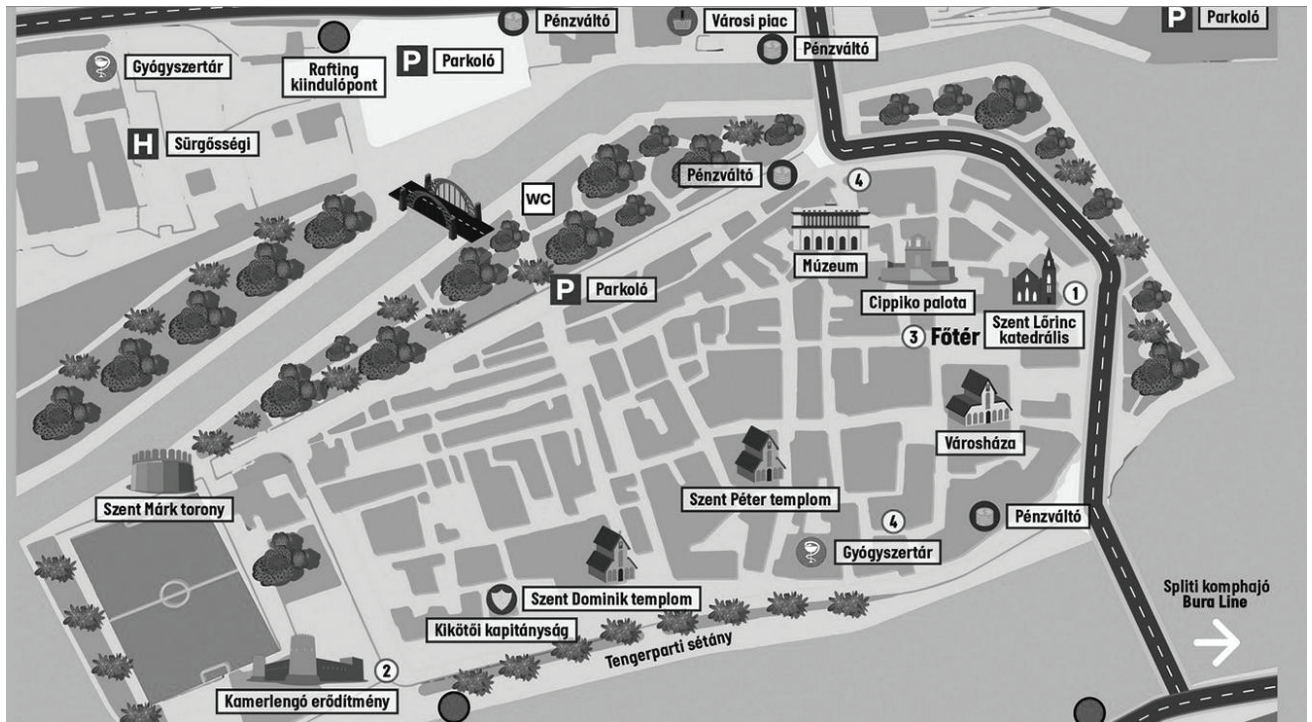 Pénzváltó
Városi piac
P Parkoló
Pénzváltó
Gyógyszertár
Rafting
kiindulópont
P Parkoló
H Sürgősségi
Pénzváltó
4
WC
Múzeum
P Parkoló
Cippiko palota
1
Szent Lőrinc
katedrális
3 Főtér
Városháza
Szent Márk torony
Szent Péter templom
4
Pénzváltó
Gyógyszertár
Szent Dominik templom
Kikötői kapitányság
Tengerparti sétány
Spliti komphajó
Bura Line
2
Kamerlengó erődítmény